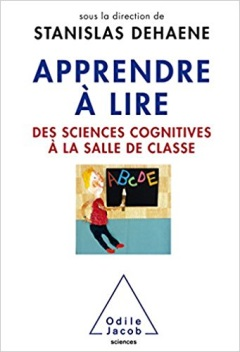 sous la direction de
STANISLAS DEHAENE
APPRENDRE
À LIRE
DES SCIENCES COGNITIVES
À LA SALLE DE CLASSE
ABCDE
Odile
Jacob
sciences